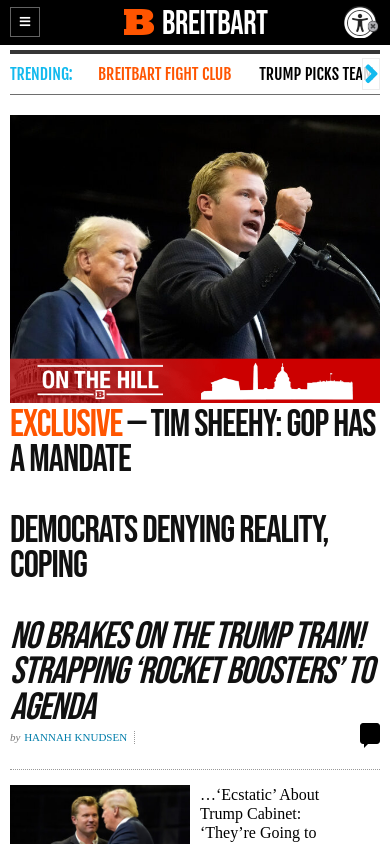 B BREITBART
TRENDING: BREITBART FIGHT CLUB TRUMP PICKS TEA
ON THE HILL
B
EXCLUSIVE – TIM SHEEHY: GOP HAS
A MANDATE
DEMOCRATS DENYING REALITY,
COPING
NO BRAKES ON THE TRUMP TRAIN!
STRAPPING ‘ROCKET BOOSTERS’ TO
AGENDA
by HANNAH KNUDSEN
…‘Ecstatic’ About
Trump Cabinet:
‘They’re Going to